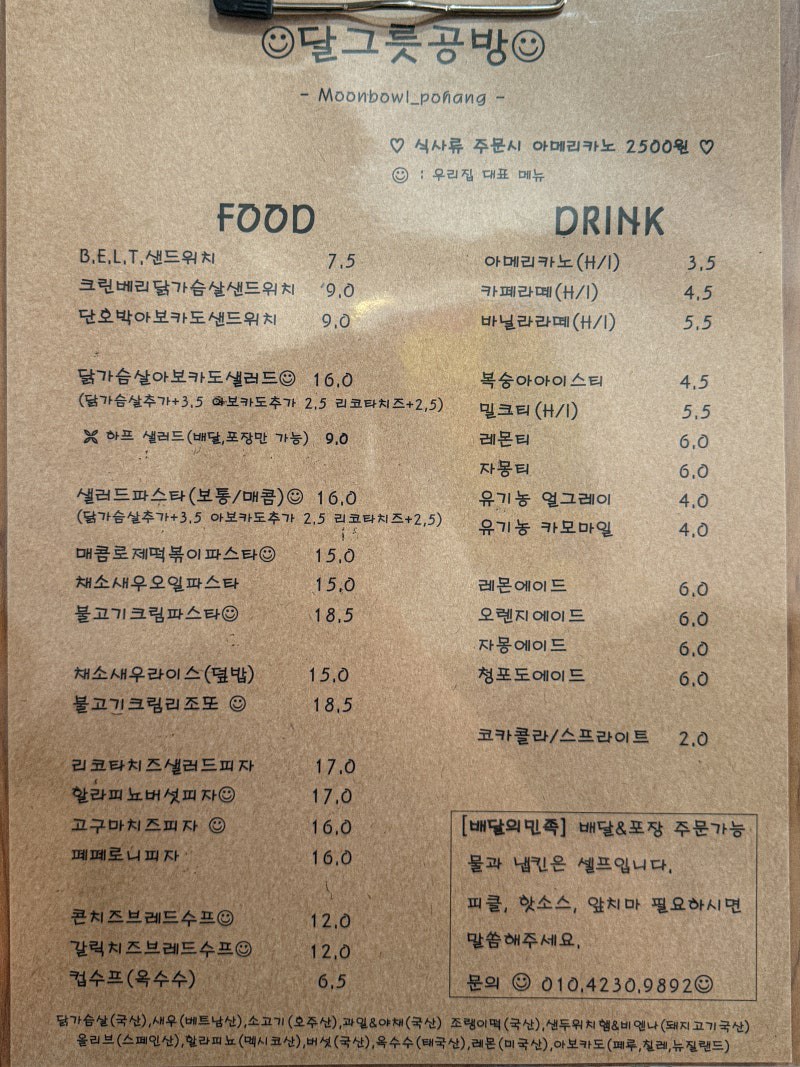 ☺달그릇공방☺
- Moonbowl_pohang -
♡ 식사류 주문시 아메리카노 2500원 ♡
☺ : 우리집 대표 메뉴
FOOD
B.E.L.T.샌드위치 7.5
크린베리닭가슴살샌드위치 9.0
단호박아보카도샌드위치 9.0
닭가슴살아보카도샐러드☺ 16.0
(닭가슴살추가+3.5 아보카도추가 2.5 리코타치즈+2.5)
※ 하프 샐러드(배달,포장만 가능) 9.0
샐러드파스타(보통/매콤)☺ 16.0
(닭가슴살추가+3.5 아보카도추가 2.5 리코타치즈+2.5)
매콤로제떡볶이파스타☺ 15.0
채소새우오일파스타 15.0
불고기크림파스타☺ 18.5
채소새우라이스(덮밥) 15.0
불고기크림리조또 ☺ 18.5
리코타치즈샐러드피자 17.0
할라피뇨버섯피자☺ 17.0
고구마치즈피자 ☺ 16.0
페페로니피자 16.0
콘치즈브레드수프☺ 12.0
갈릭치즈브레드수프☺ 12.0
컵수프(옥수수) 6.5
DRINK
아메리카노(H/I) 3.5
카페라떼(H/I) 4.5
바닐라라떼(H/I) 5.5
복숭아아이스티 4.5
밀크티(H/I) 5.5
레몬티 6.0
자몽티 6.0
유기농 얼그레이 4.0
유기농 카모마일 4.0
레몬에이드 6.0
오렌지에이드 6.0
자몽에이드 6.0
청포도에이드 6.0
코카콜라/스프라이트 2.0
[배달의민족] 배달&포장 주문가능
물과 냅킨은 셀프입니다.
피클, 핫소스, 앞치마 필요하시면
말씀해주세요.
문의 ☺ 010.4230.9892☺
닭가슴살(국산),새우(베트남산),소고기(호주산),과일&야채(국산) 조랭이떡(국산),샌두위치햄&비엔나(돼지고기국산)
올리브(스페인산),할라피뇨(멕시코산),버섯(국산),옥수수(태국산),레몬(미국산),아보카도(페루,칠레,뉴질랜드)